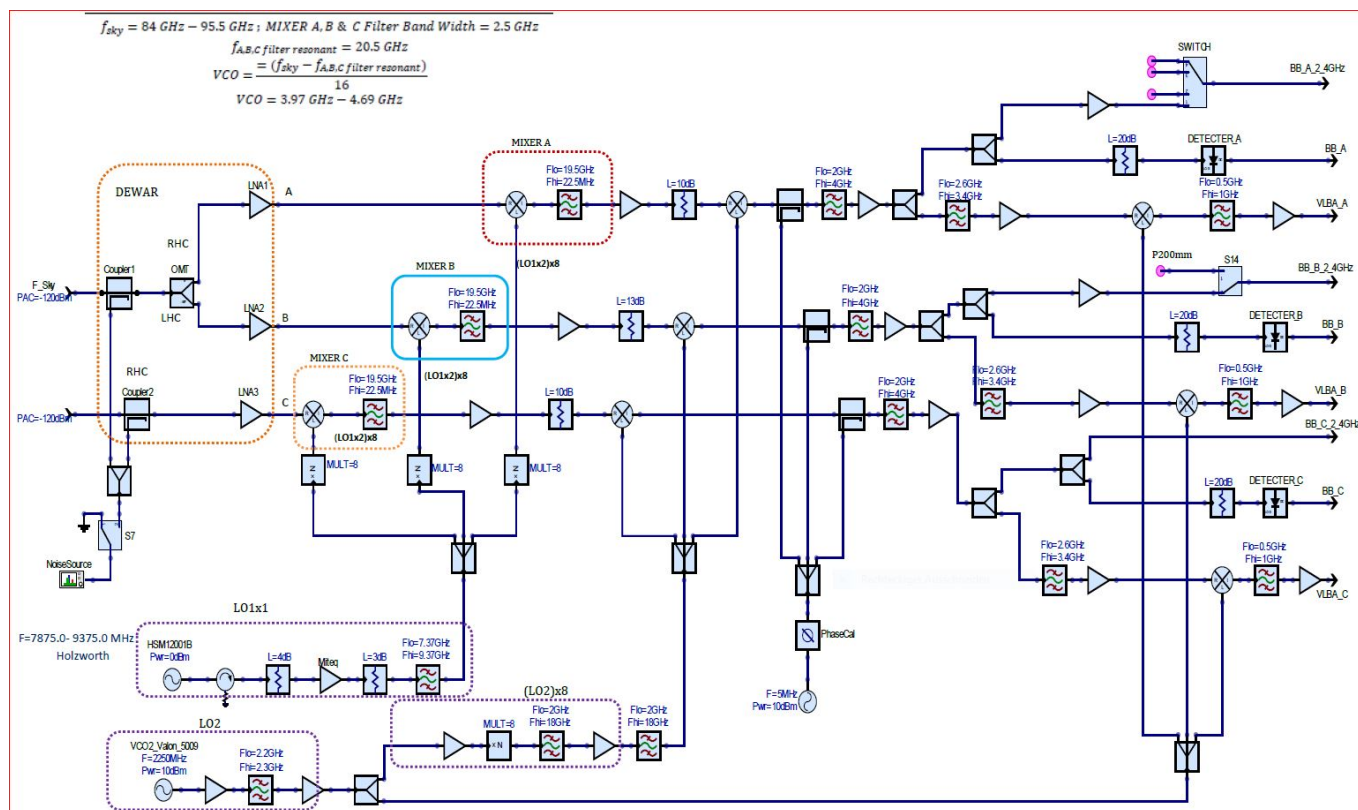 f_sky = 84 GHz − 95.5 GHz ; MIXER A, B & C Filter Band Width = 2.5 GHz
f_A,B,C filter resonant = 20.5 GHz
VCO = = (f_sky − f_A,B,C filter resonant) / 16
VCO = 3.97 GHz − 4.69 GHz
SWITCH
BB_A_2_4GHz
MIXER A
Flo=19.5GHz
Fhi=22.5MHz
L=10dB
Flo=2GHz
Fhi=4GHz
L=20dB
DETECTER_A
BB_A
Flo=2.6GHz
Fhi=3.4GHz
Flo=0.5GHz
Fhi=1GHz
VLBA_A
DEWAR
LNA1
A
RHC
Coupler1
OMT
F_Sky
PAC=-120dBm
LHC
LNA2
B
(LO1x2)x8
MIXER B
Flo=19.5GHz
Fhi=22.5MHz
L=13dB
Flo=2GHz
Fhi=4GHz
P200mm
S14
BB_B_2_4GHz
L=20dB
DETECTER_B
BB_B
(LO1x2)x8
MIXER C
Flo=19.5GHz
Fhi=22.5MHz
RHC
Coupler2
LNA3
C
PAC=-120dBm
(LO1x2)x8
L=10dB
Flo=2GHz
Fhi=4GHz
Flo=2.6GHz
Fhi=3.4GHz
Flo=0.5GHz
Fhi=1GHz
VLBA_B
BB_C_2_4GHz
MULT=8
MULT=8
MULT=8
L=20dB
DETECTER_C
BB_C
S7
NoiseSource
Flo=2.6GHz
Fhi=3.4GHz
Flo=0.5GHz
Fhi=1GHz
VLBA_C
LO1x1
F=7875.0- 9375.0 MHz
Holzworth
HSM12001B
Pwr=0dBm
L=4dB
Miteq
L=3dB
Flo=7.37GHz
Fhi=9.37GHz
PhaseCal
F=5MHz
Pwr=10dBm
(LO2)x8
MULT=8
Flo=2GHz
Fhi=18GHz
Flo=2GHz
Fhi=18GHz
LO2
VCO2_Valon_5009
F=2250MHz
Pwr=10dBm
Flo=2.2GHz
Fhi=2.3GHz